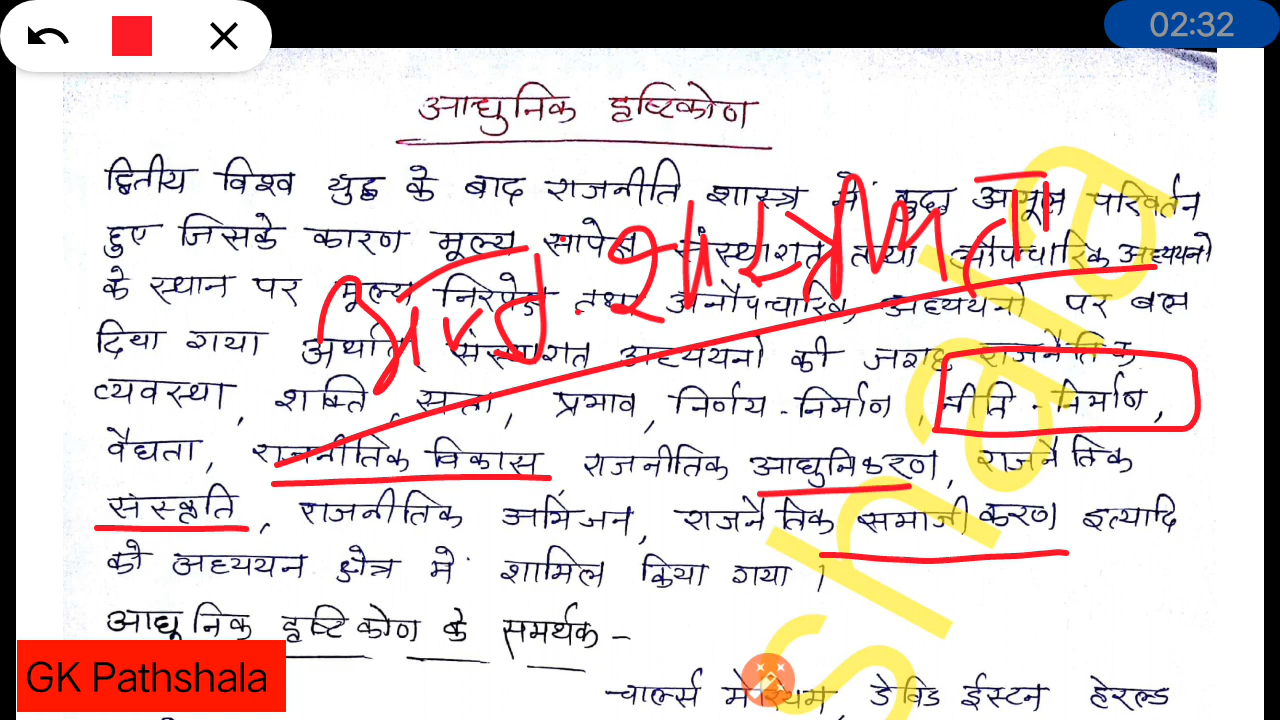 02:32
आधुनिक दृष्टिकोण
द्वितीय विश्व युद्ध के बाद राजनीति शास्त्र में कुछ आमूल परिवर्तन
हुए जिसके कारण मूल्य सापेक्ष संस्थागत तथा औपचारिक अध्ययनो
के स्थान पर मूल्य निरपेक्ष तथा अनौपचारिक अध्ययनो पर बल
दिया गया अर्थात संस्थागत अध्ययनो की जगह राजनैतिक
व्यवस्था, शक्ति, सत्ता, प्रभाव, निर्णय-निर्माण, नीति-निर्माण,
वैधता, राजनीतिक विकास, राजनीतिक आधुनिकरण, राजनैतिक
संस्कृति, राजनीतिक अभिजन, राजनैतिक समाजीकरण इत्यादि
को अध्ययन क्षेत्र में शामिल किया गया।
अन्त शास्त्रीयता
आधुनिक दृष्टिकोण के समर्थक -
GK Pathshala
चार्ल्स मेरियम, डेविड ईस्टन हेरल्ड